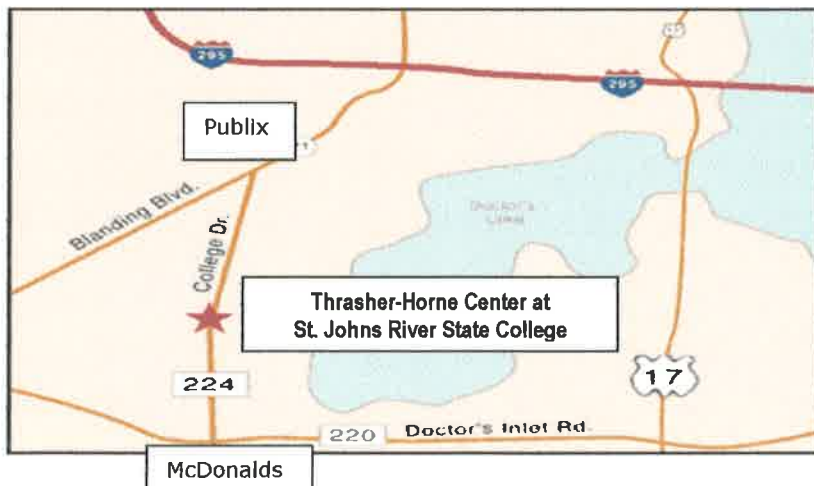 295
295
Publix
Blanding Blvd.
College Dr.
Thrasher-Horne Center at
St. Johns River State College
224
17
220
Doctor's Inlet Rd.
McDonalds